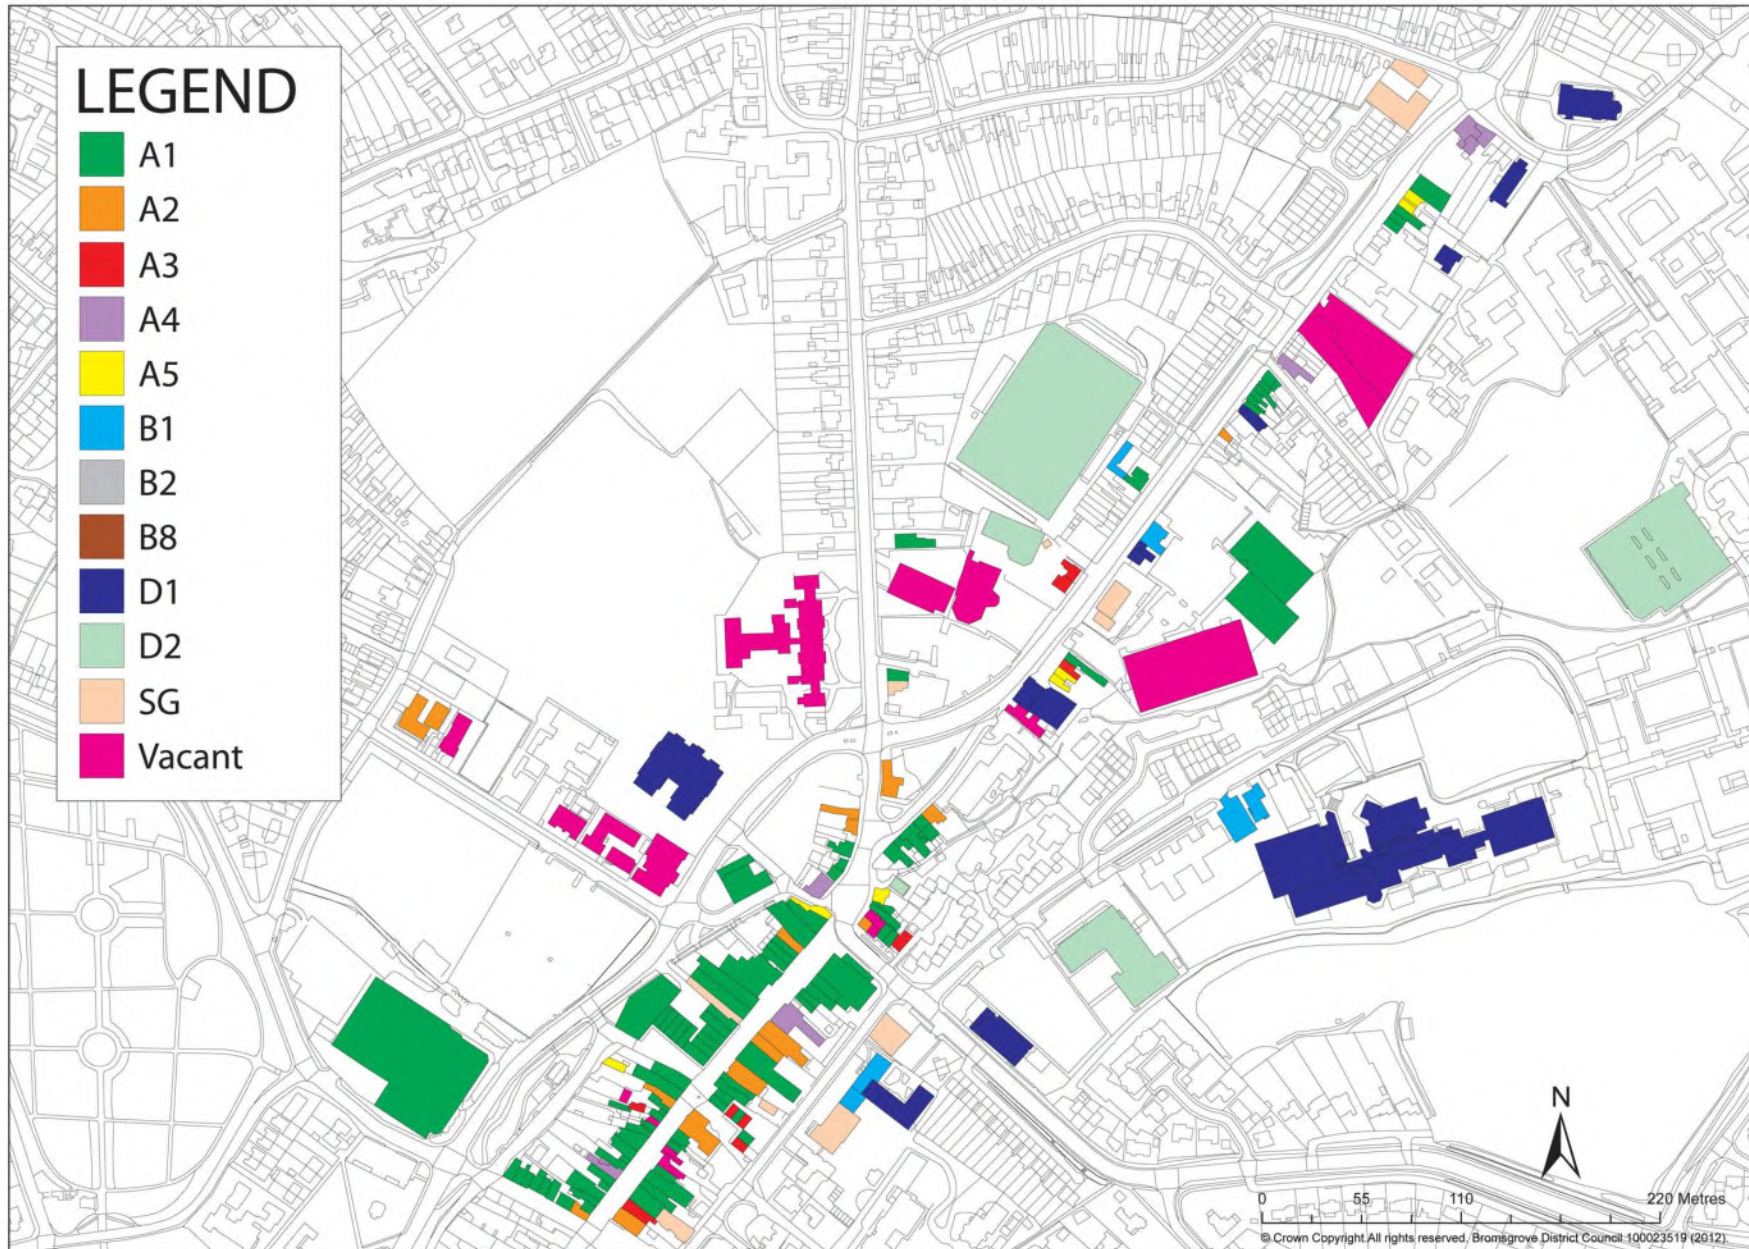 LEGEND
A1
A2
A3
A4
A5
B1
B2
B8
D1
D2
SG
Vacant
N
0 55 110 220 Metres
© Crown Copyright.All rights reserved. Bromsgrove District Council 100023519 (2012).